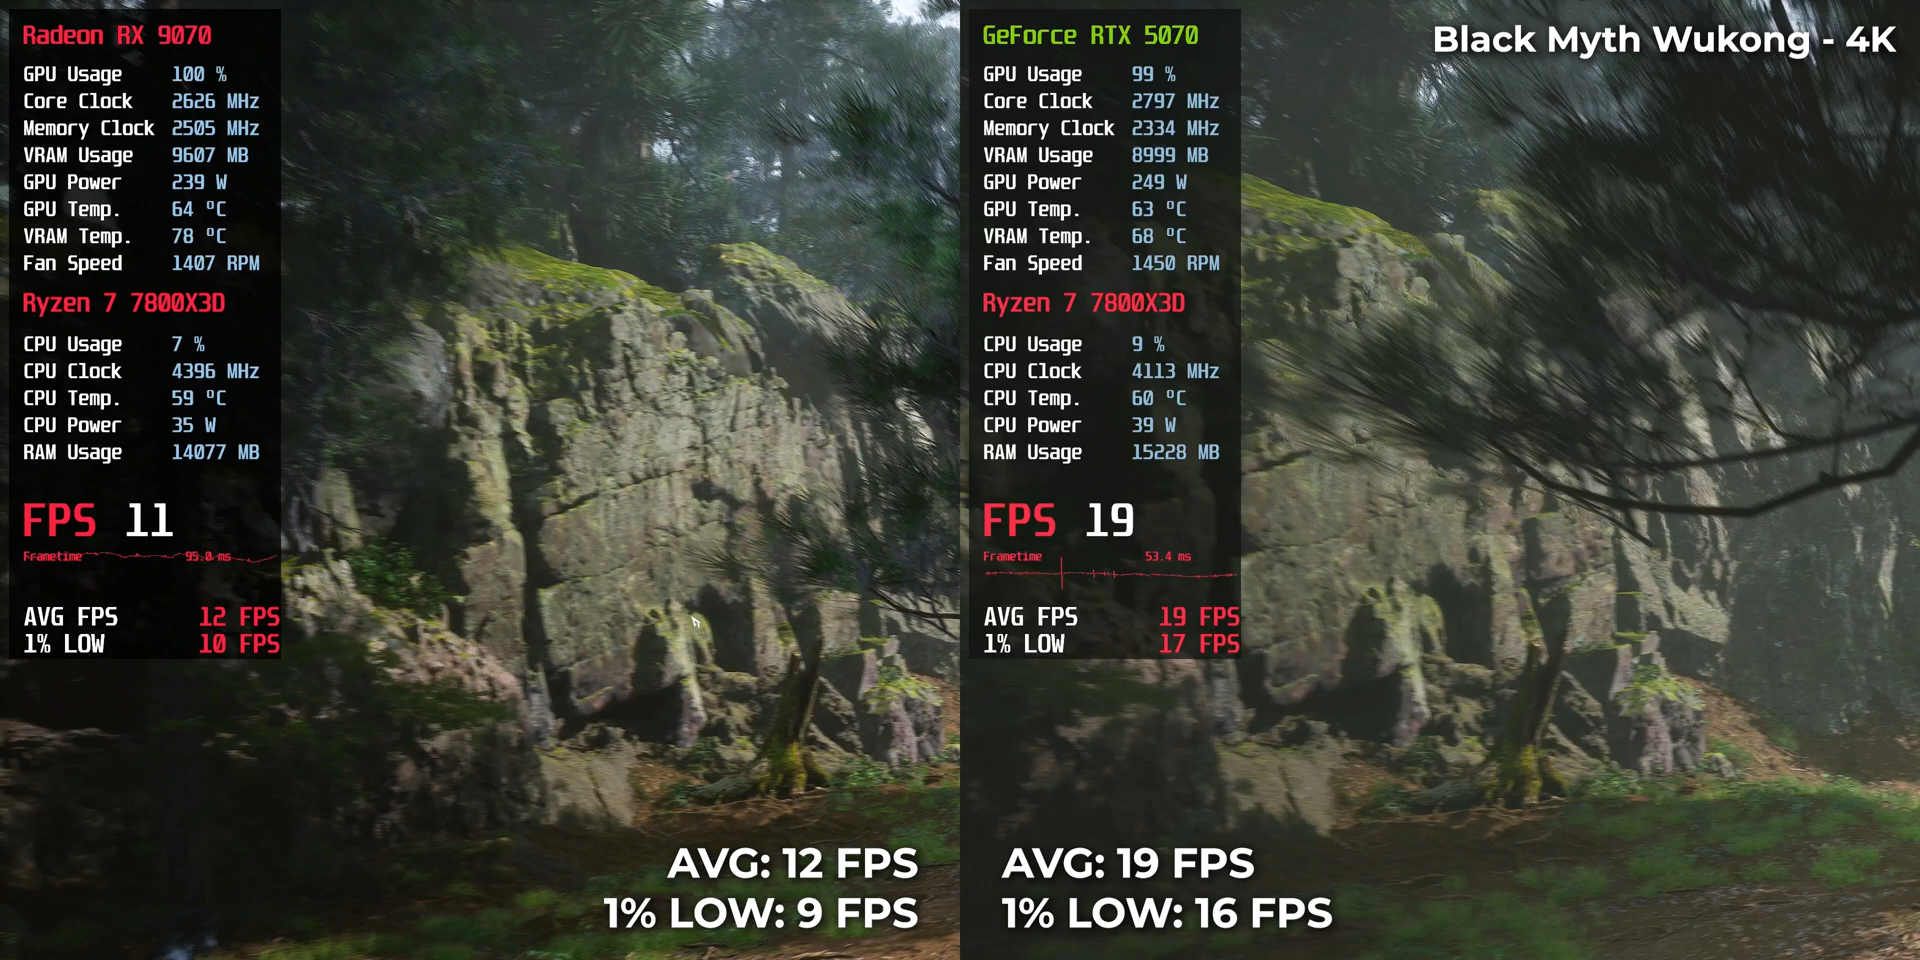 Radeon RX 9070
GPU Usage 100 %
Core Clock 2626 MHz
Memory Clock 2505 MHz
VRAM Usage 9607 MB
GPU Power 239 W
GPU Temp. 64 ºC
VRAM Temp. 78 ºC
Fan Speed 1407 RPM
Ryzen 7 7800X3D
CPU Usage 7 %
CPU Clock 4396 MHz
CPU Temp. 59 ºC
CPU Power 35 W
RAM Usage 14077 MB
FPS 11
Frametime 95.0 ms
AVG FPS 12 FPS
1% LOW 10 FPS
AVG: 12 FPS
1% LOW: 9 FPS
GeForce RTX 5070
GPU Usage 99 %
Core Clock 2797 MHz
Memory Clock 2334 MHz
VRAM Usage 8999 MB
GPU Power 249 W
GPU Temp. 63 ºC
VRAM Temp. 68 ºC
Fan Speed 1450 RPM
Ryzen 7 7800X3D
CPU Usage 9 %
CPU Clock 4113 MHz
CPU Temp. 60 ºC
CPU Power 39 W
RAM Usage 15228 MB
FPS 19
Frametime 53.4 ms
AVG FPS 19 FPS
1% LOW 17 FPS
Black Myth Wukong - 4K
AVG: 19 FPS
1% LOW: 16 FPS